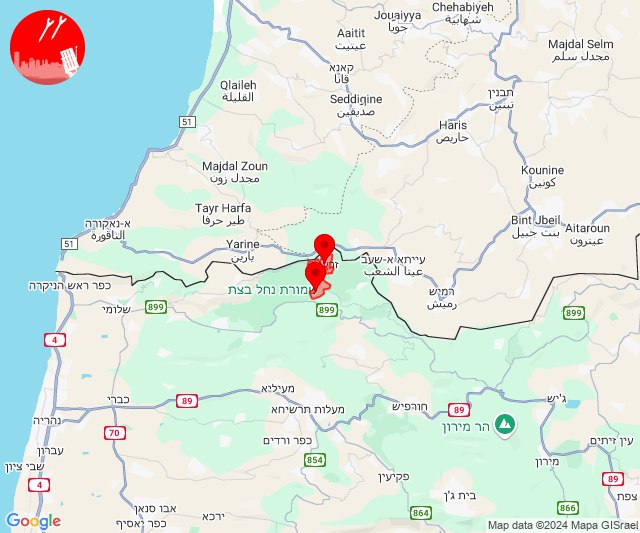 Chehabiyeh
شهابية
Jouaiyya
جويا
Aaitit
عيتيت
Majdal Selm
مجدل سلم
קאנא
قانا
Qlaileh
القليلة
Seddiqine
صديقين
תבנין
تبنين
51
Haris
حاريص
Majdal Zoun
مجدل زون
Kounine
كونين
Tayr Harfa
طير حرفا
א-נאקורה
الناقورة
Bint Jbeil
بنت جبيل
Aitaroun
عيترون
51
Yarine
يارين
עייתא א-שעב
عيتا الشعب
כפר ראש הניקרה
רמיש
رميش
שמורת נחל בצת
899
שלומי
899
899
4
מעיליא
ג'יש
כברי
89
חורפיש
89
מעלות תרשיחא
הר מירון
נהריה
70
כפר ורדים
עין זיתים
עברון
854
מירון
שבי ציון
פקיעין
89
4
בית ג'ן
צפת
אבו סנאן
866
ירכא
864
כפר יאסיף
Google
Map data ©2024 Mapa GISrael